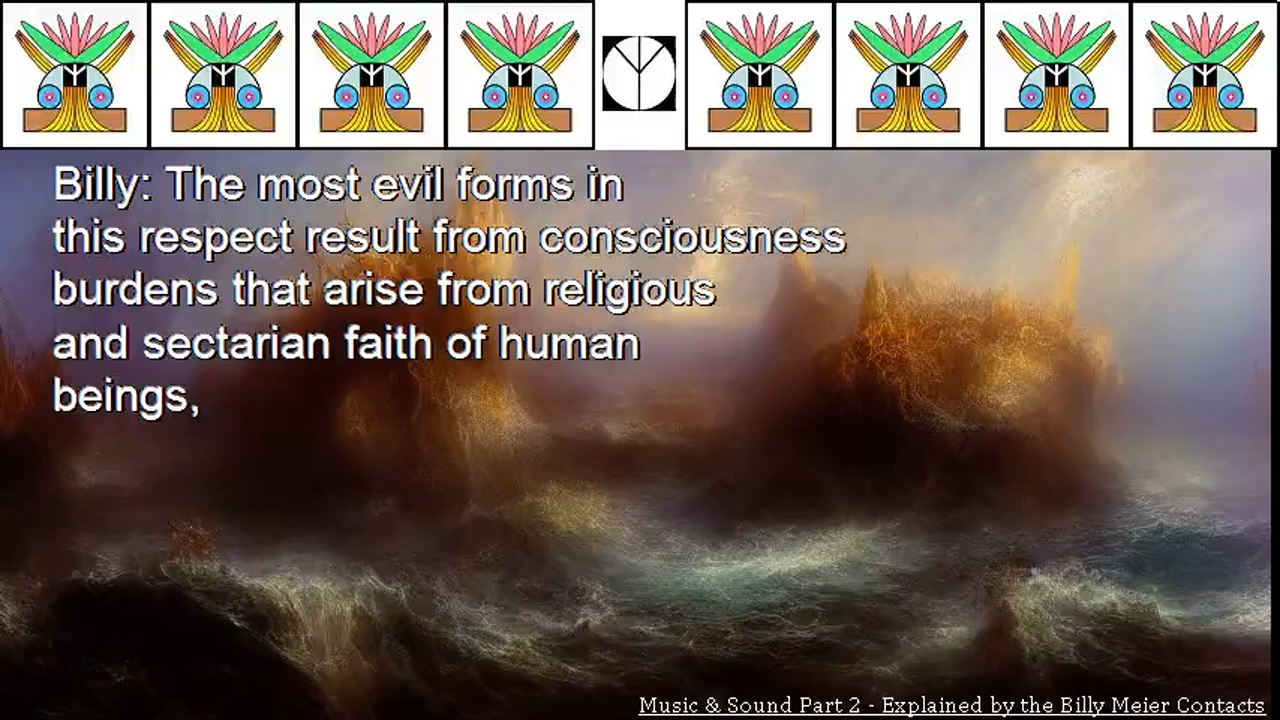 Billy: The most evil forms in
this respect result from consciousness
burdens that arise from religious
and sectarian faith of human
beings,
Music & Sound Part 2 - Explained by the Billy Meier Contacts